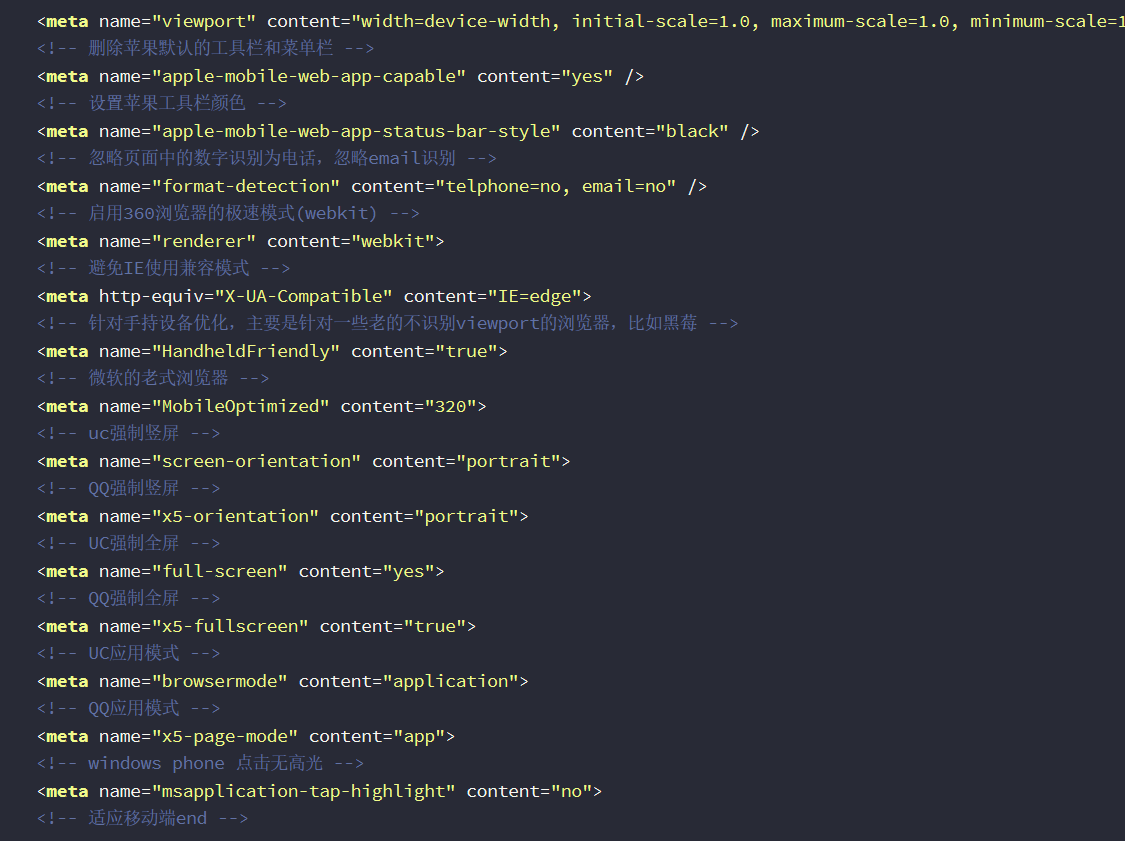 <meta name="viewport" content="width=device-width, initial-scale=1.0, maximum-scale=1.0, minimum-scale=1
<!-- 删除苹果默认的工具栏和菜单栏 -->
<meta name="apple-mobile-web-app-capable" content="yes" />
<!-- 设置苹果工具栏颜色 -->
<meta name="apple-mobile-web-app-status-bar-style" content="black" />
<!-- 忽略页面中的数字识别为电话，忽略email识别 -->
<meta name="format-detection" content="telphone=no, email=no" />
<!-- 启用360浏览器的极速模式(webkit) -->
<meta name="renderer" content="webkit">
<!-- 避免IE使用兼容模式 -->
<meta http-equiv="X-UA-Compatible" content="IE=edge">
<!-- 针对手持设备优化，主要是针对一些老的不识别viewport的浏览器，比如黑莓 -->
<meta name="HandheldFriendly" content="true">
<!-- 微软的老式浏览器 -->
<meta name="MobileOptimized" content="320">
<!-- uc强制竖屏 -->
<meta name="screen-orientation" content="portrait">
<!-- QQ强制竖屏 -->
<meta name="x5-orientation" content="portrait">
<!-- UC强制全屏 -->
<meta name="full-screen" content="yes">
<!-- QQ强制全屏 -->
<meta name="x5-fullscreen" content="true">
<!-- UC应用模式 -->
<meta name="browsermode" content="application">
<!-- QQ应用模式 -->
<meta name="x5-page-mode" content="app">
<!-- windows phone 点击无高光 -->
<meta name="msapplication-tap-highlight" content="no">
<!-- 适应移动端end -->